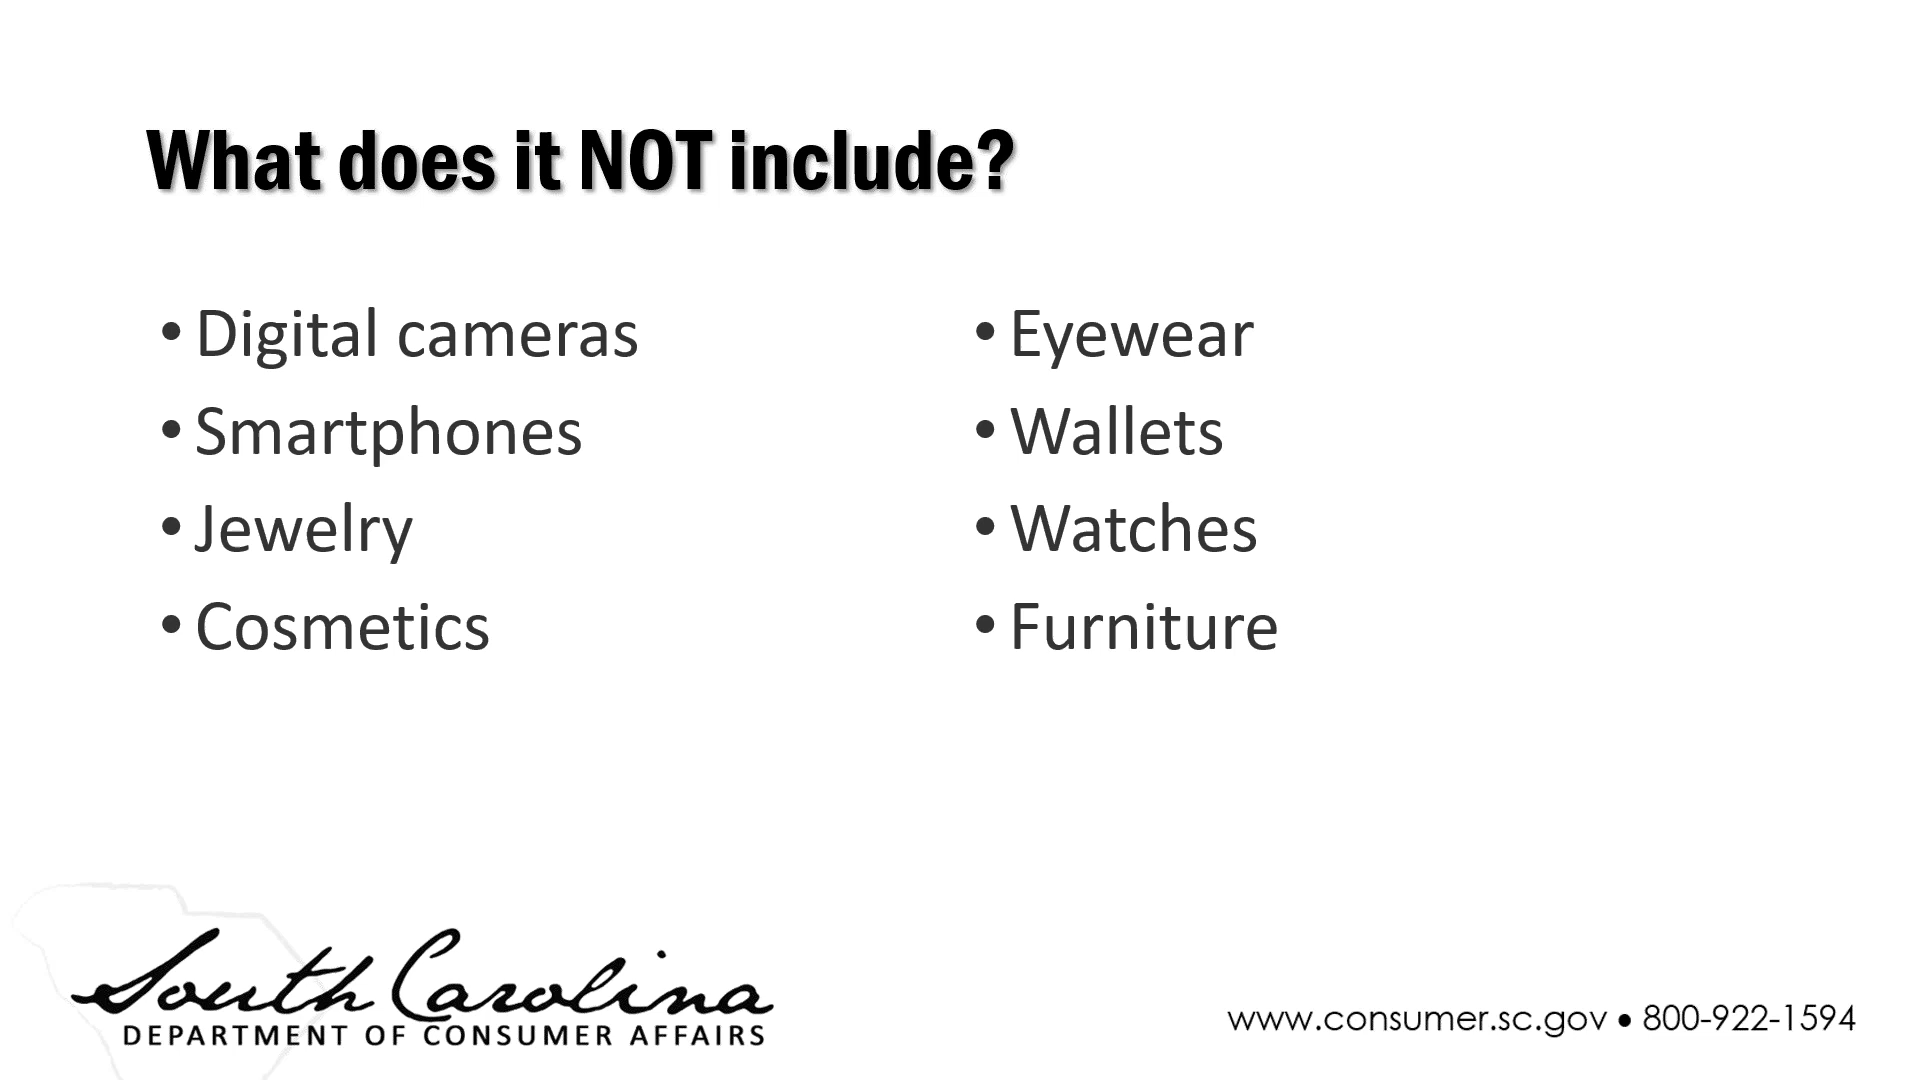 What does it NOT include?
• Digital cameras
• Smartphones
• Jewelry
• Cosmetics
• Eyewear
• Wallets
• Watches
• Furniture
South Carolina
DEPARTMENT OF CONSUMER AFFAIRS
www.consumer.sc.gov • 800-922-1594